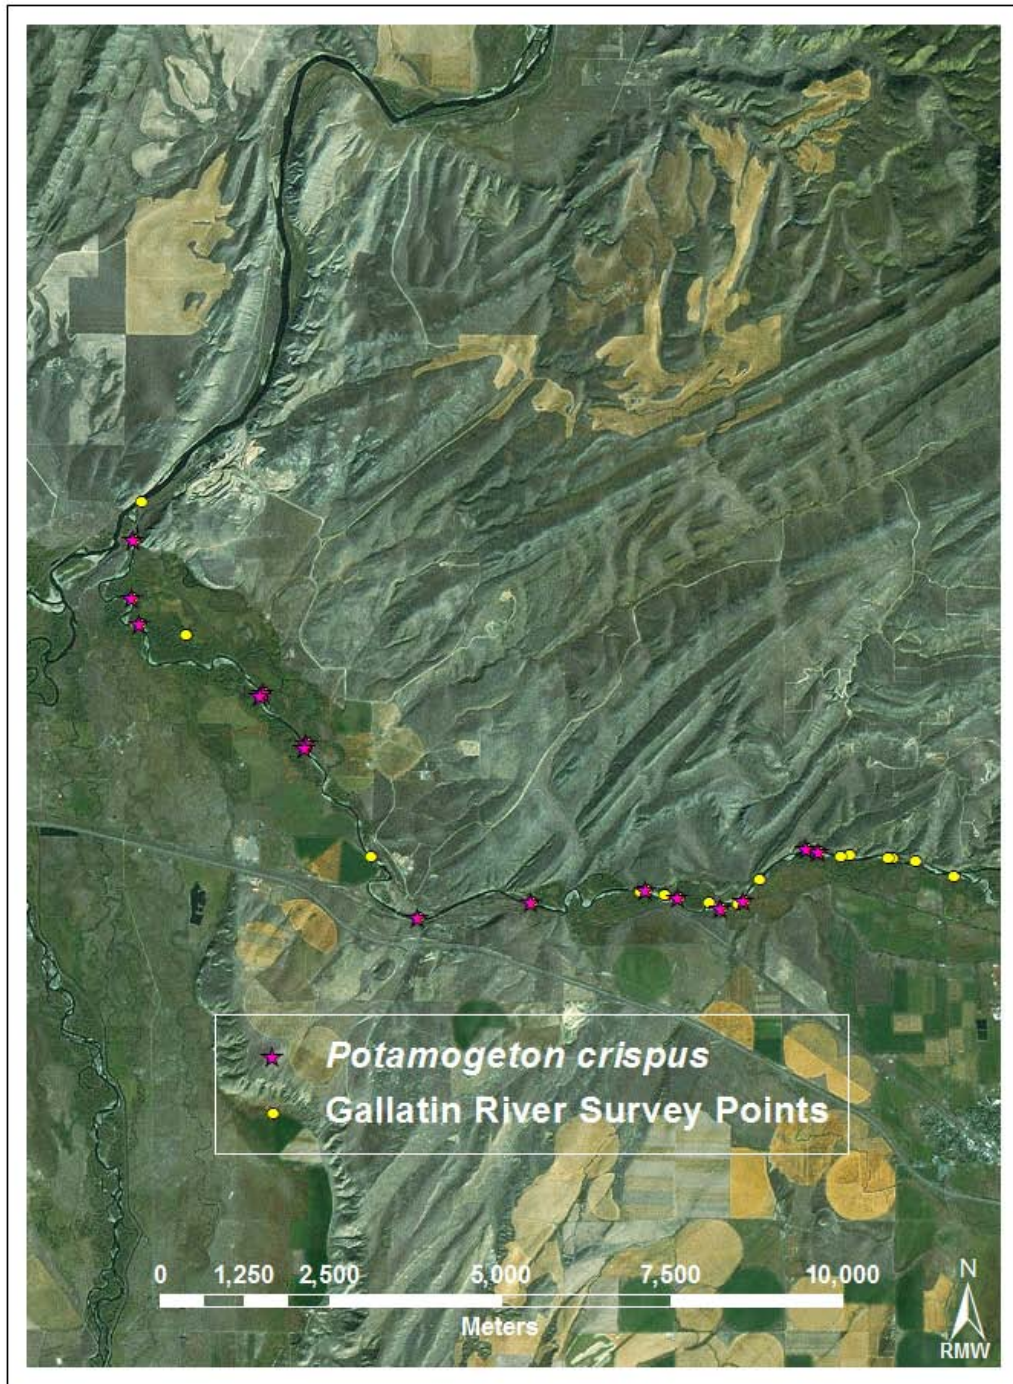 Potamogeton crispus
Gallatin River Survey Points
0 1,250 2,500 5,000 7,500 10,000
Meters
N
RMW